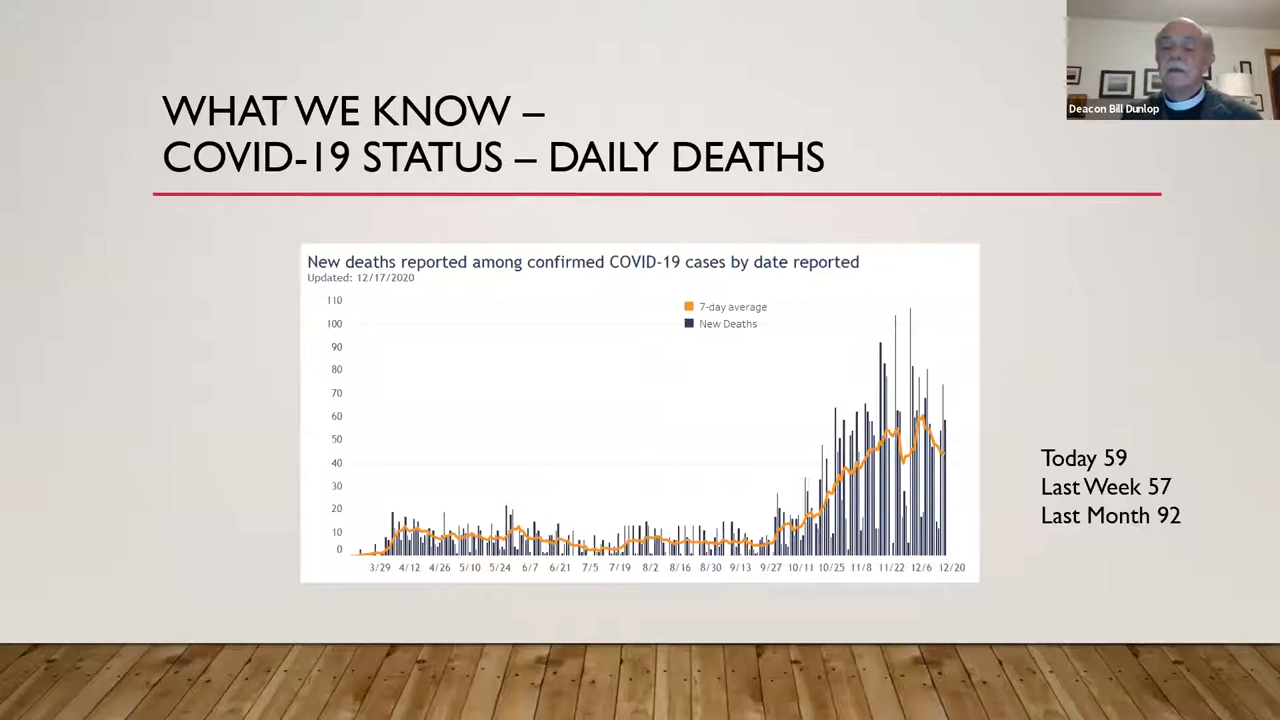 WHAT WE KNOW –
COVID-19 STATUS – DAILY DEATHS
Deacon Bill Dunlop
New deaths reported among confirmed COVID-19 cases by date reported
Updated: 12/17/2020
7-day average
New Deaths
110
100
90
80
70
60
50
40
30
20
10
0
3/29 4/12 4/26 5/10 5/24 6/7 6/21 7/5 7/19 8/2 8/16 8/30 9/13 9/27 10/11 10/25 11/8 11/22 12/6 12/20
Today 59
Last Week 57
Last Month 92